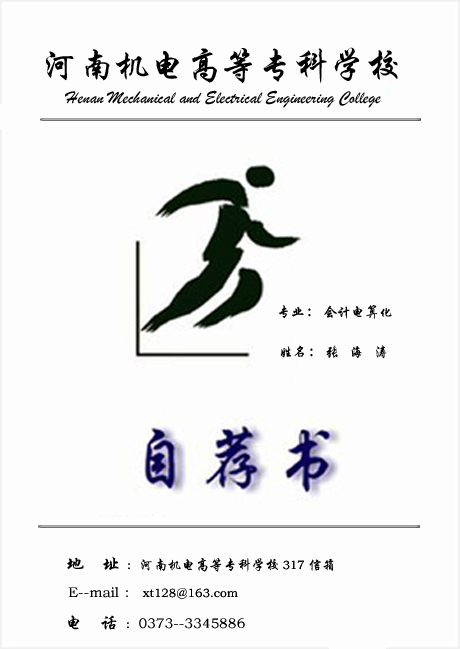 河南机电高等专科学校
Henan Mechanical and Electrical Engineering College
专业：会计电算化
姓名：张 海 涛
自荐书
地 址：河南机电高等专科学校317信箱
E--mail： xt128@163.com
电 话：0373--3345886